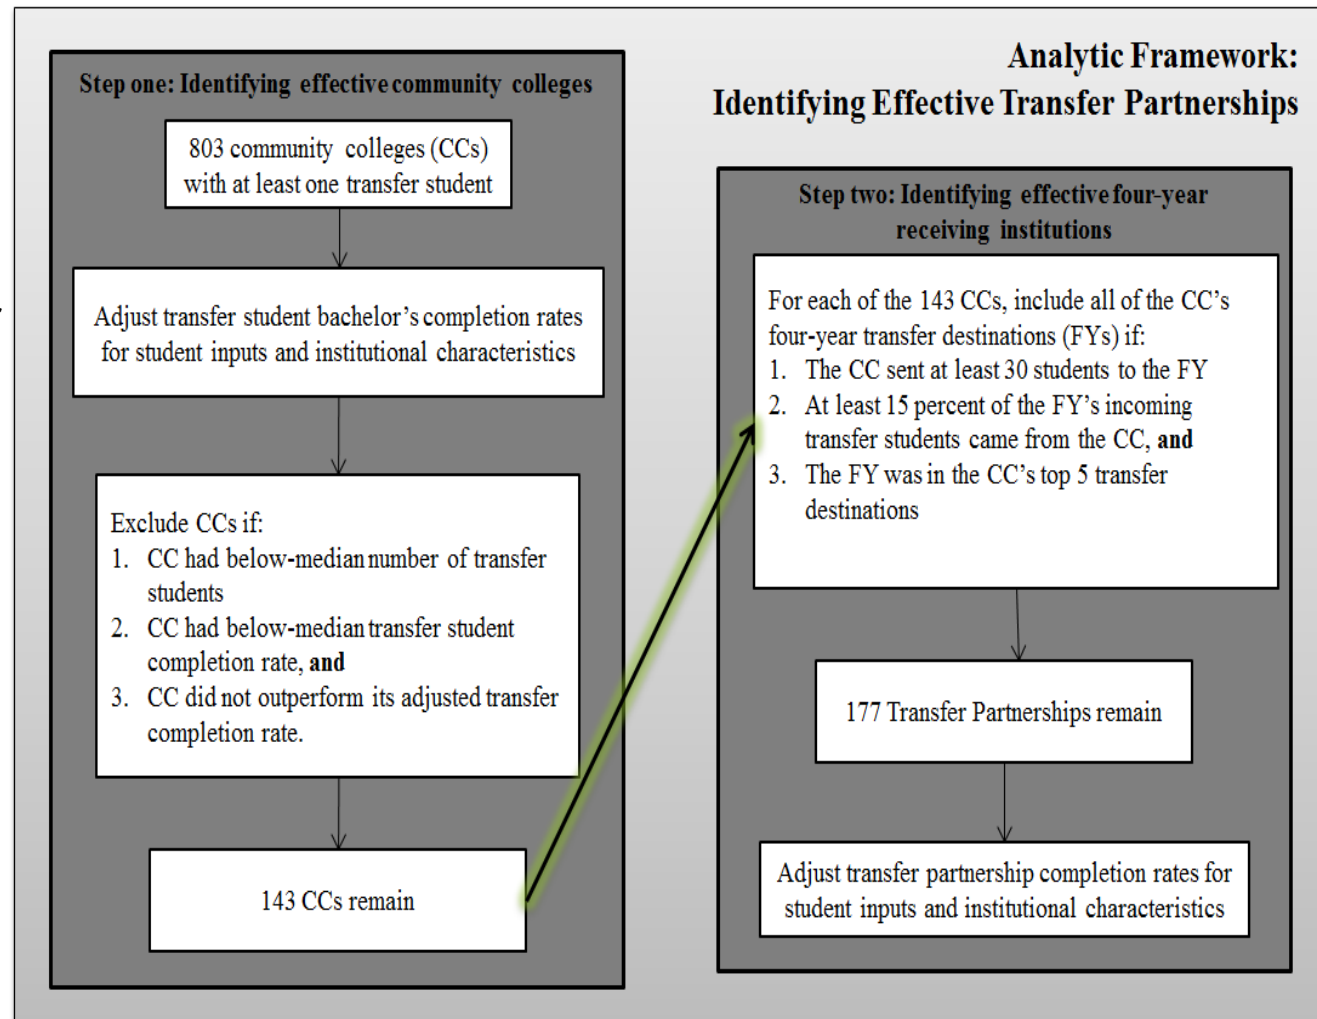 Analytic Framework:
Identifying Effective Transfer Partnerships
Step one: Identifying effective community colleges
803 community colleges (CCs)
with at least one transfer student
Adjust transfer student bachelor's completion rates
for student inputs and institutional characteristics
Exclude CCs if:
1. CC had below-median number of transfer
students
2. CC had below-median transfer student
completion rate, and
3. CC did not outperform its adjusted transfer
completion rate.
143 CCs remain
Step two: Identifying effective four-year
receiving institutions
For each of the 143 CCs, include all of the CC's
four-year transfer destinations (FYs) if:
1. The CC sent at least 30 students to the FY
2. At least 15 percent of the FY's incoming
transfer students came from the CC, and
3. The FY was in the CC's top 5 transfer
destinations
177 Transfer Partnerships remain
Adjust transfer partnership completion rates for
student inputs and institutional characteristics